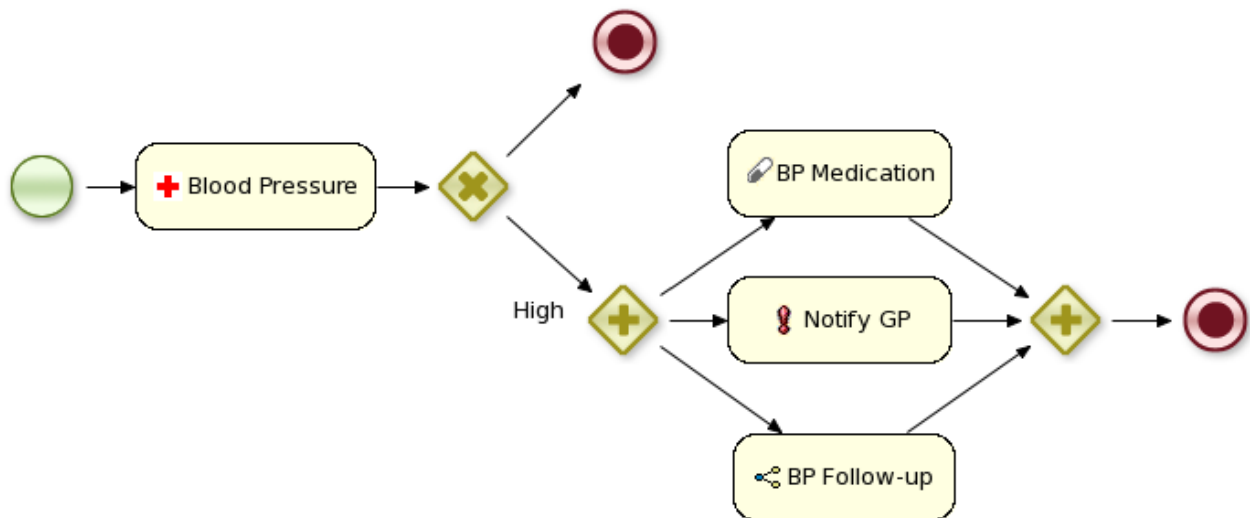 Blood Pressure
BP Medication
High
Notify GP
BP Follow-up